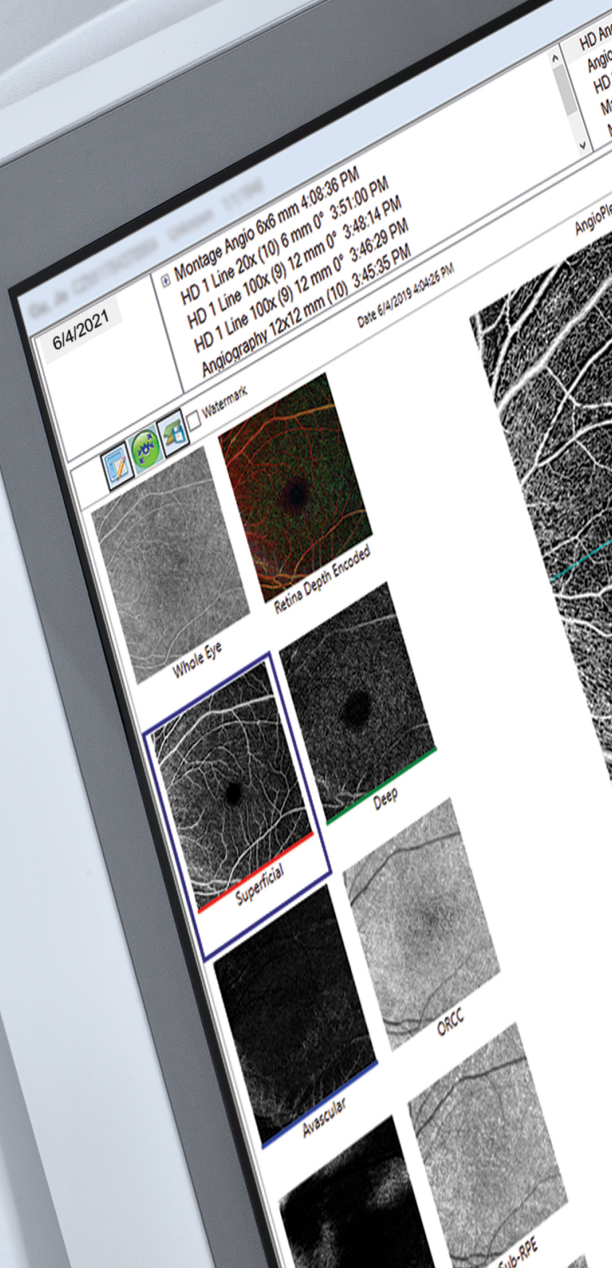 HD An
Angio
HD
M
6/4/2021
Montage Angio 6x6 mm 4:08:36 PM
HD 1 Line 20x (10) 6 mm 0° 3:51:00 PM
HD 1 Line 100x (9) 12 mm 0° 3:48:14 PM
HD 1 Line 100x (9) 12 mm 0° 3:46:29 PM
Angiography 12x12 mm (10) 3:45:35 PM
Date 6/4/2019 4:04:26 PM
AngioPle
Watermark
Whole Eye
Retina Depth Encoded
Superficial
Deep
Avascular
ORCC
Sub-RPE